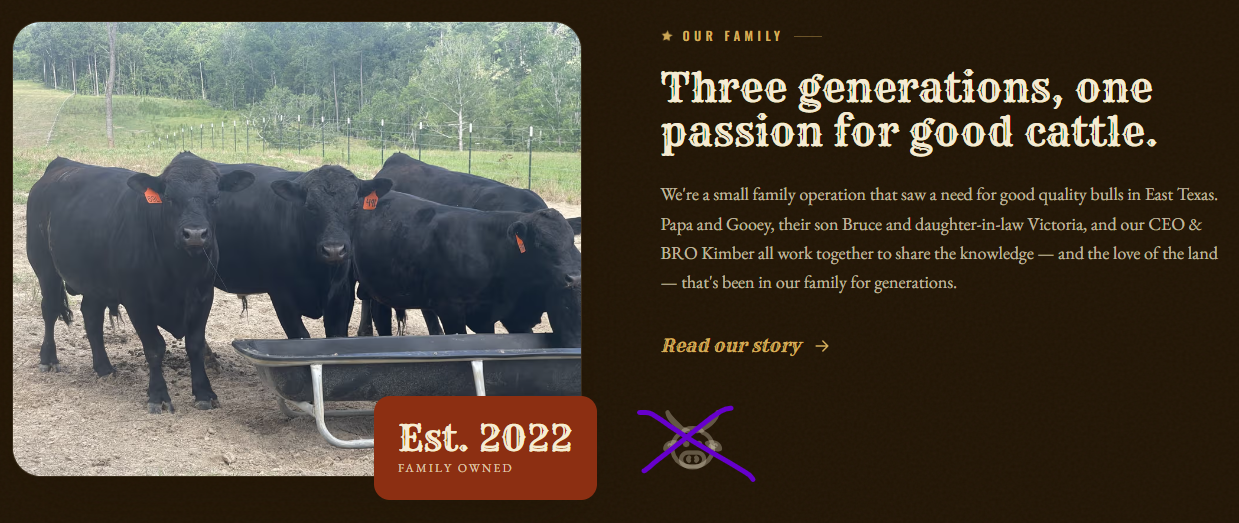 ★ OUR FAMILY
Three generations, one
passion for good cattle.
We're a small family operation that saw a need for good quality bulls in East Texas.
Papa and Gooey, their son Bruce and daughter-in-law Victoria, and our CEO &
BRO Kimber all work together to share the knowledge — and the love of the land
— that's been in our family for generations.
Read our story →
Est. 2022
FAMILY OWNED